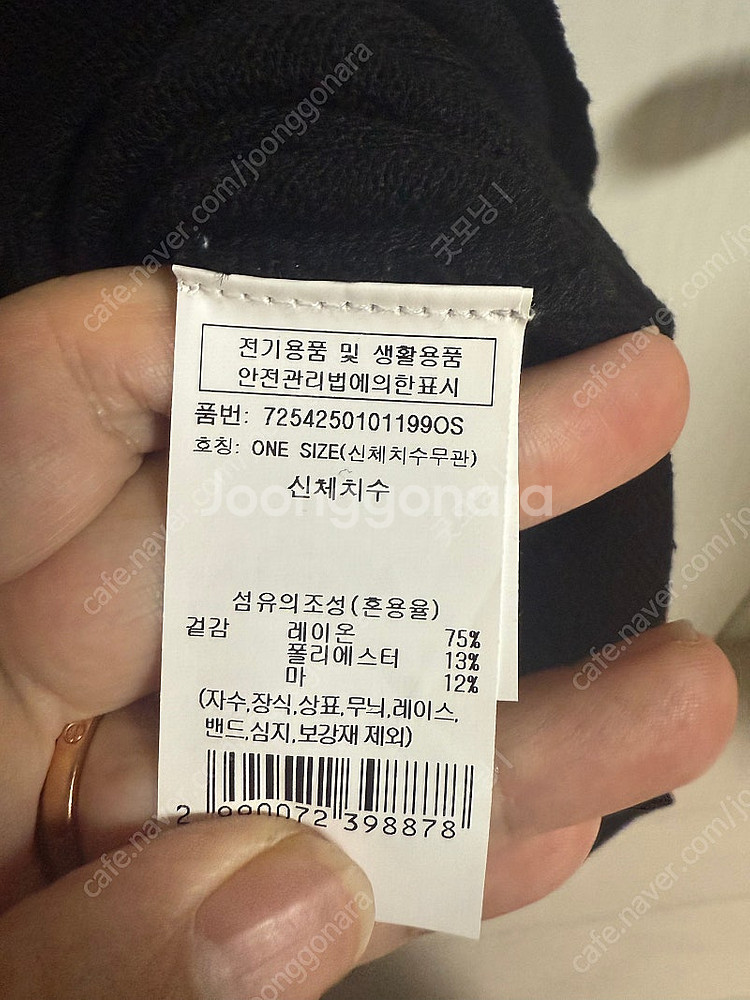 전기용품 및 생활용품
안전관리법에의한표시
품번: 7254250101199OS
호칭: ONE SIZE(신체치수무관)
신체치수
Joonggonara
섬유의조성(혼용율)
겉감 레이온 75%
폴리에스터 13%
마 12%
(자수,장식,상표,무늬,레이스,
밴드,심지,보강재 제외)
2 990072 398878
cafe.naver.com/joonggonara
굿모닝ㅣ